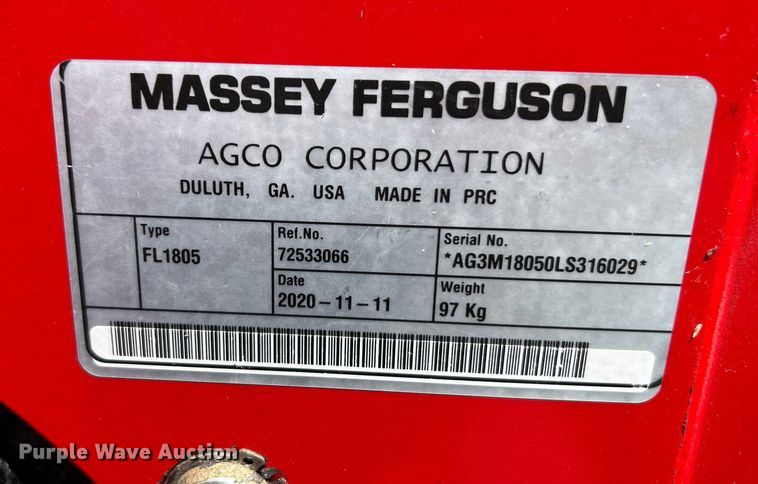 MASSEY FERGUSON
AGCO CORPORATION
DULUTH, GA. USA MADE IN PRC
Type
FL1805
Ref.No.
72533066
Serial No.
*AG3M18050LS316029*
Date
2020-11-11
Weight
97 Kg
Purple Wave Auction